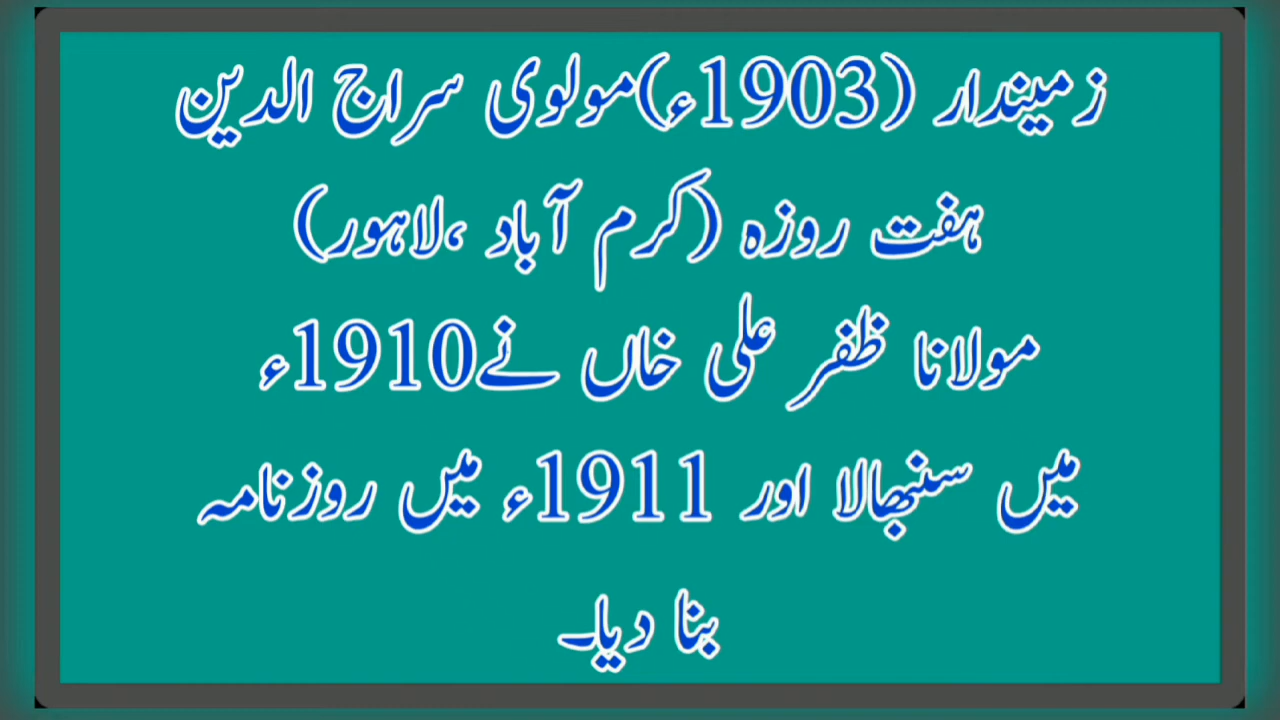 زمیندار (1903ء)مولوی سراج الدین
ہفت روزہ (کرم آباد ،لاہور)
مولانا ظفر علی خاں نے1910ء
میں سنبھالا اور 1911ء میں روزنامہ
بنا دیا۔